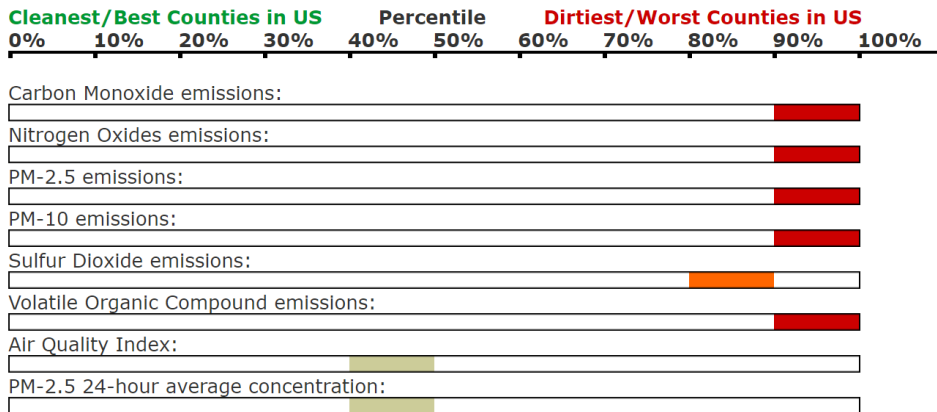 Cleanest/Best Counties in US Percentile Dirtiest/Worst Counties in US
0% 10% 20% 30% 40% 50% 60% 70% 80% 90% 100%
Carbon Monoxide emissions:
Nitrogen Oxides emissions:
PM-2.5 emissions:
PM-10 emissions:
Sulfur Dioxide emissions:
Volatile Organic Compound emissions:
Air Quality Index:
PM-2.5 24-hour average concentration: